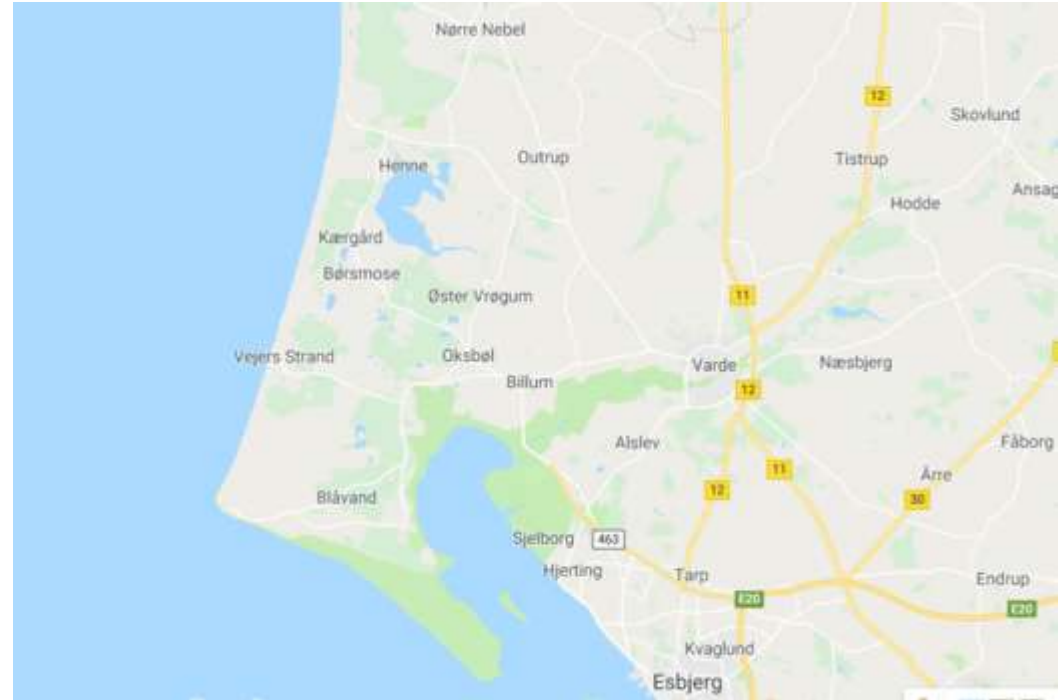 Nørre Nebel
12
Skovlund
Outrup
Tistrup
Henne
Ansag
Hodde
Kærgård
Børsmose
Øster Vrøgum
11
Vejers Strand
Oksbøl
Varde
Næsbjerg
Billum
12
Alslev
Fåborg
11
Årre
12
Blåvand
30
Sjelborg
463
Hjerting
Tarp
Endrup
E20
E20
Kvaglund
Esbjerg